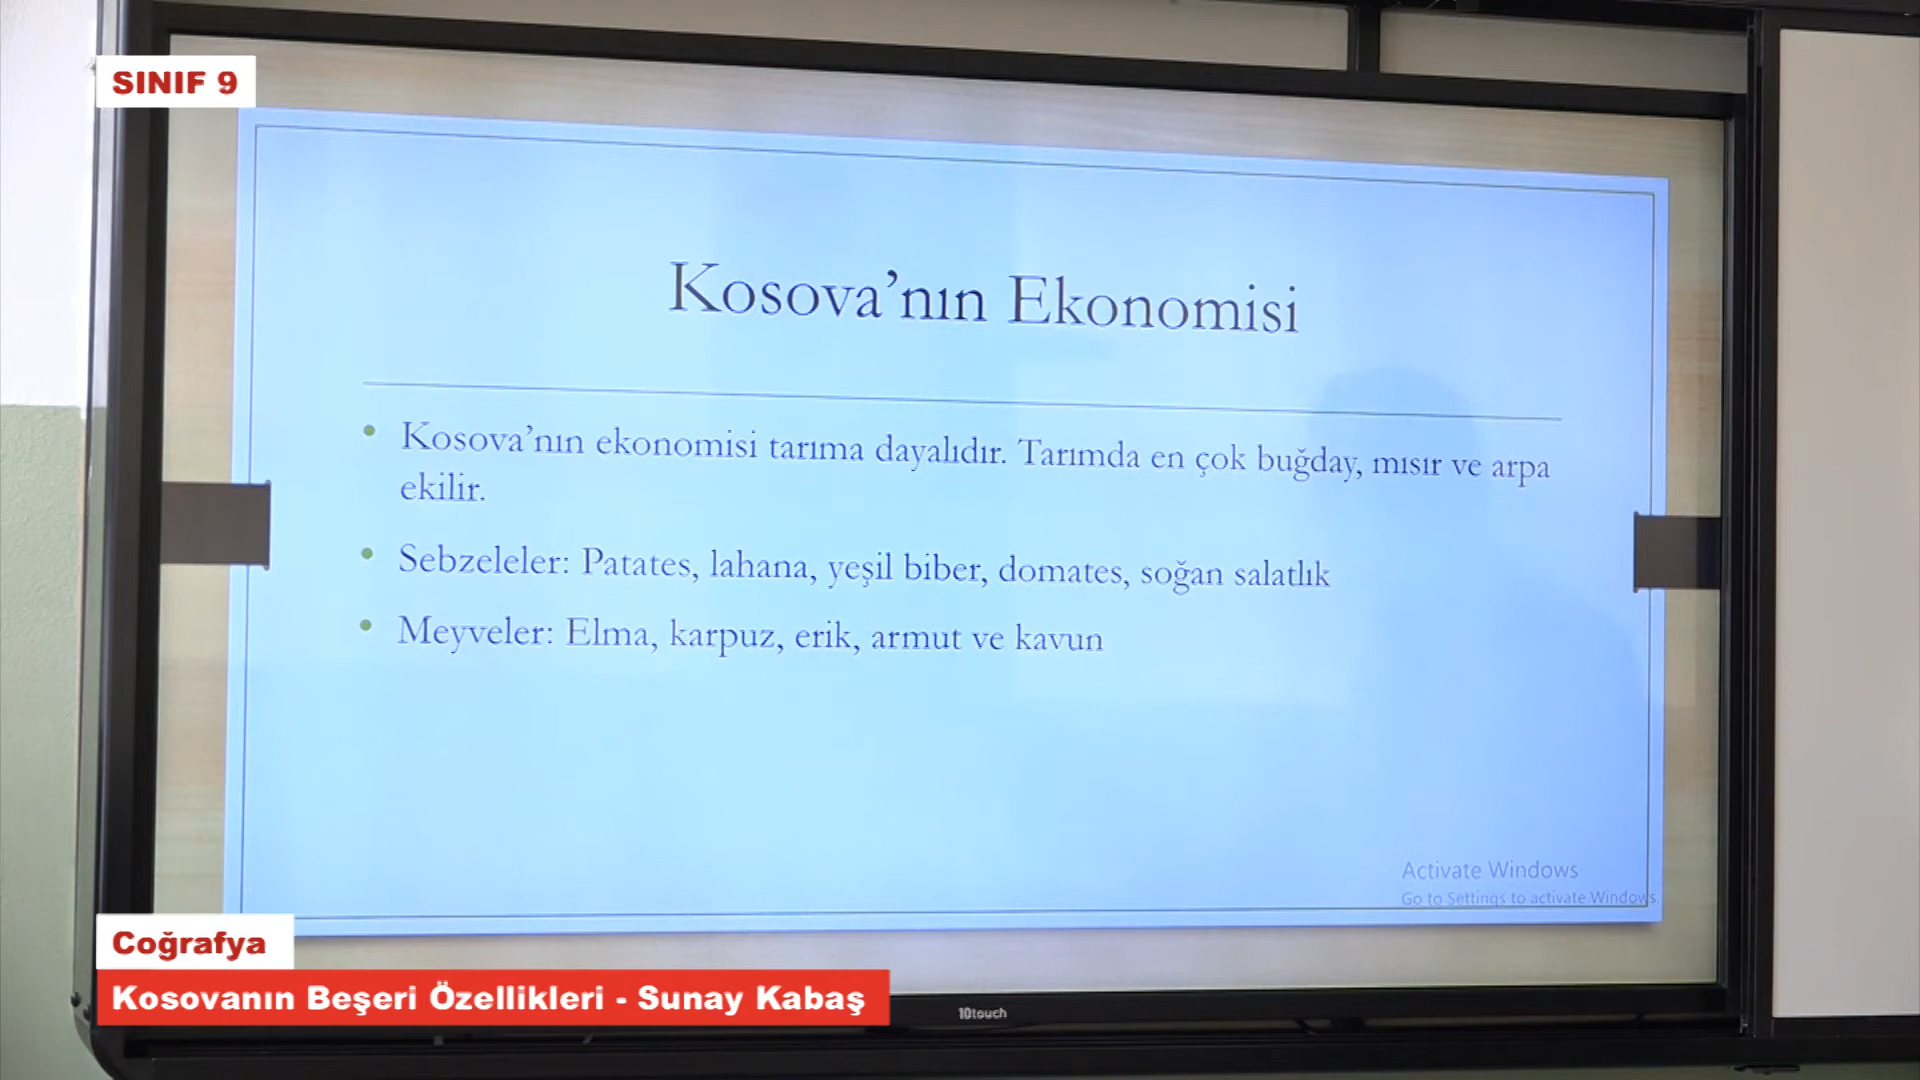 SINIF 9
Kosova’nın Ekonomisi
• Kosova’nın ekonomisi tarıma dayalıdır. Tarımda en çok buğday, mısır ve arpa
ekilir.
• Sebzeleler: Patates, lahana, yeşil biber, domates, soğan salatlık
• Meyveler: Elma, karpuz, erik, armut ve kavun
Activate Windows
Go to Settings to activate Windows.
Coğrafya
Kosovanın Beşeri Özellikleri - Sunay Kabaş
10touch